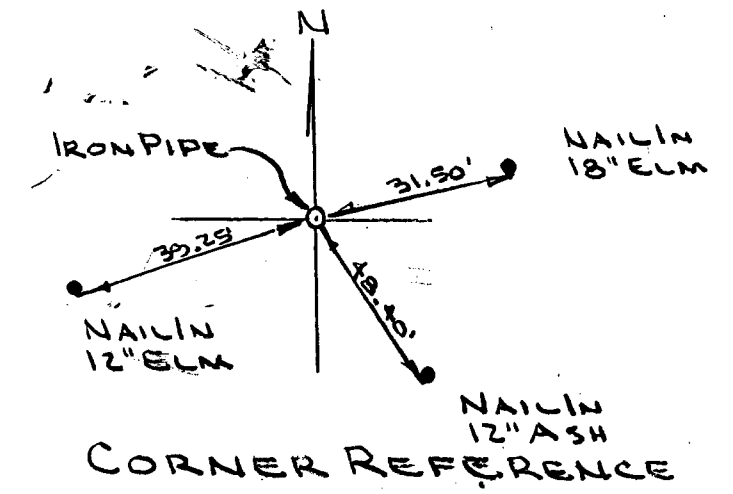 N
IRON PIPE
NAIL IN
18" ELM
31.50'
39.25'
48.40'
NAIL IN
12" ELM
NAIL IN
12" ASH
CORNER REFERENCE